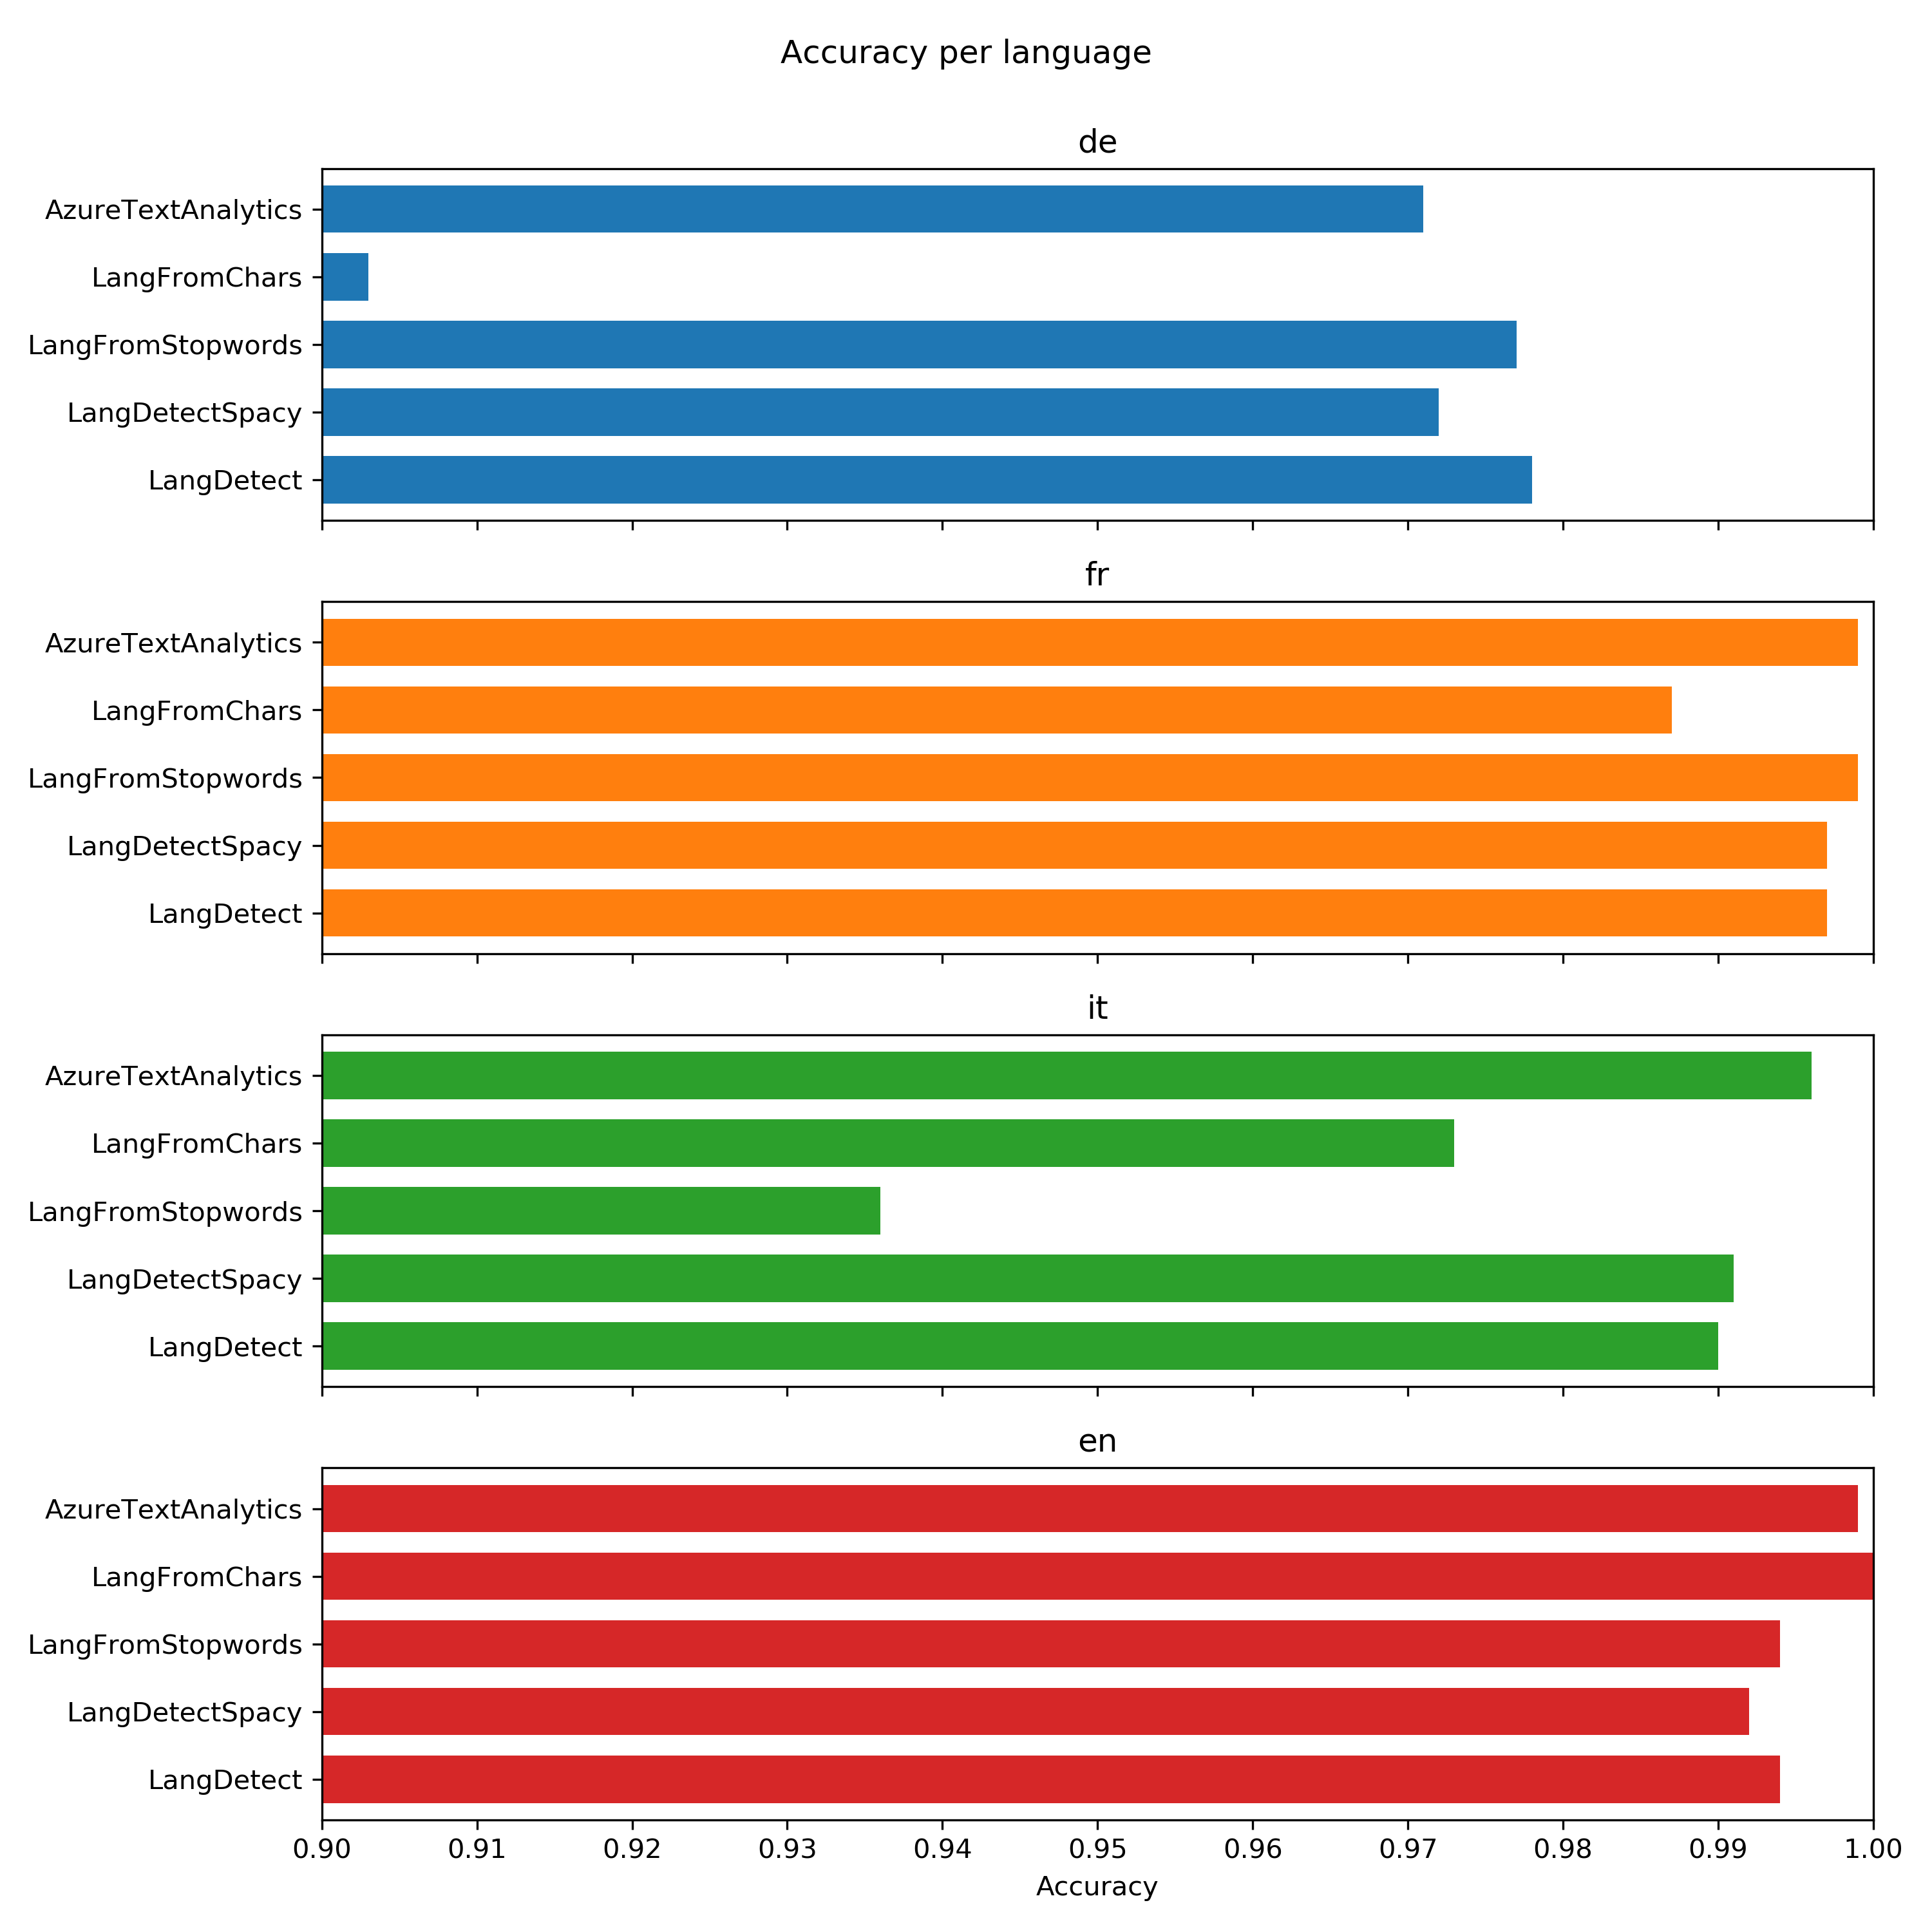 Accuracy per language
de
AzureTextAnalytics
LangFromChars
LangFromStopwords
LangDetectSpacy
LangDetect
fr
AzureTextAnalytics
LangFromChars
LangFromStopwords
LangDetectSpacy
LangDetect
it
AzureTextAnalytics
LangFromChars
LangFromStopwords
LangDetectSpacy
LangDetect
en
AzureTextAnalytics
LangFromChars
LangFromStopwords
LangDetectSpacy
LangDetect
0.90 0.91 0.92 0.93 0.94 0.95 0.96 0.97 0.98 0.99 1.00
Accuracy